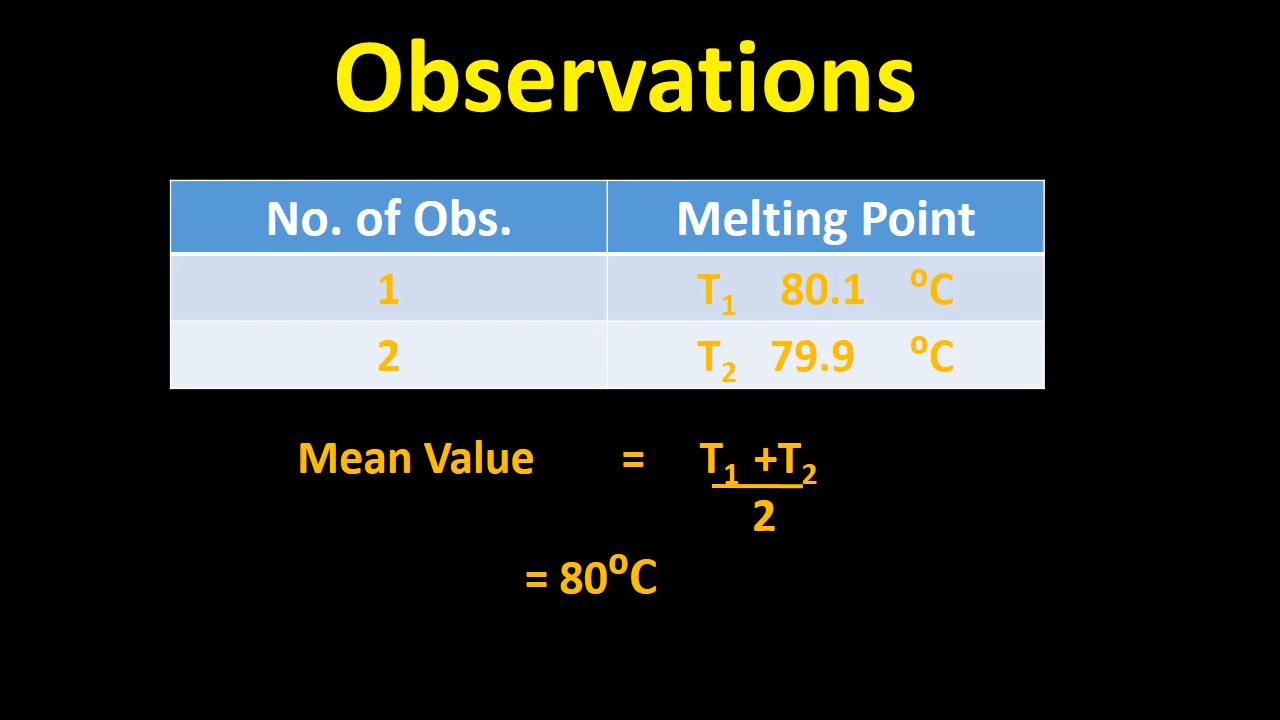 Observations
No. of Obs. Melting Point
1 T₁ 80.1 ⁰C
2 T₂ 79.9 ⁰C
Mean Value = T₁ +T₂
2
= 80⁰C